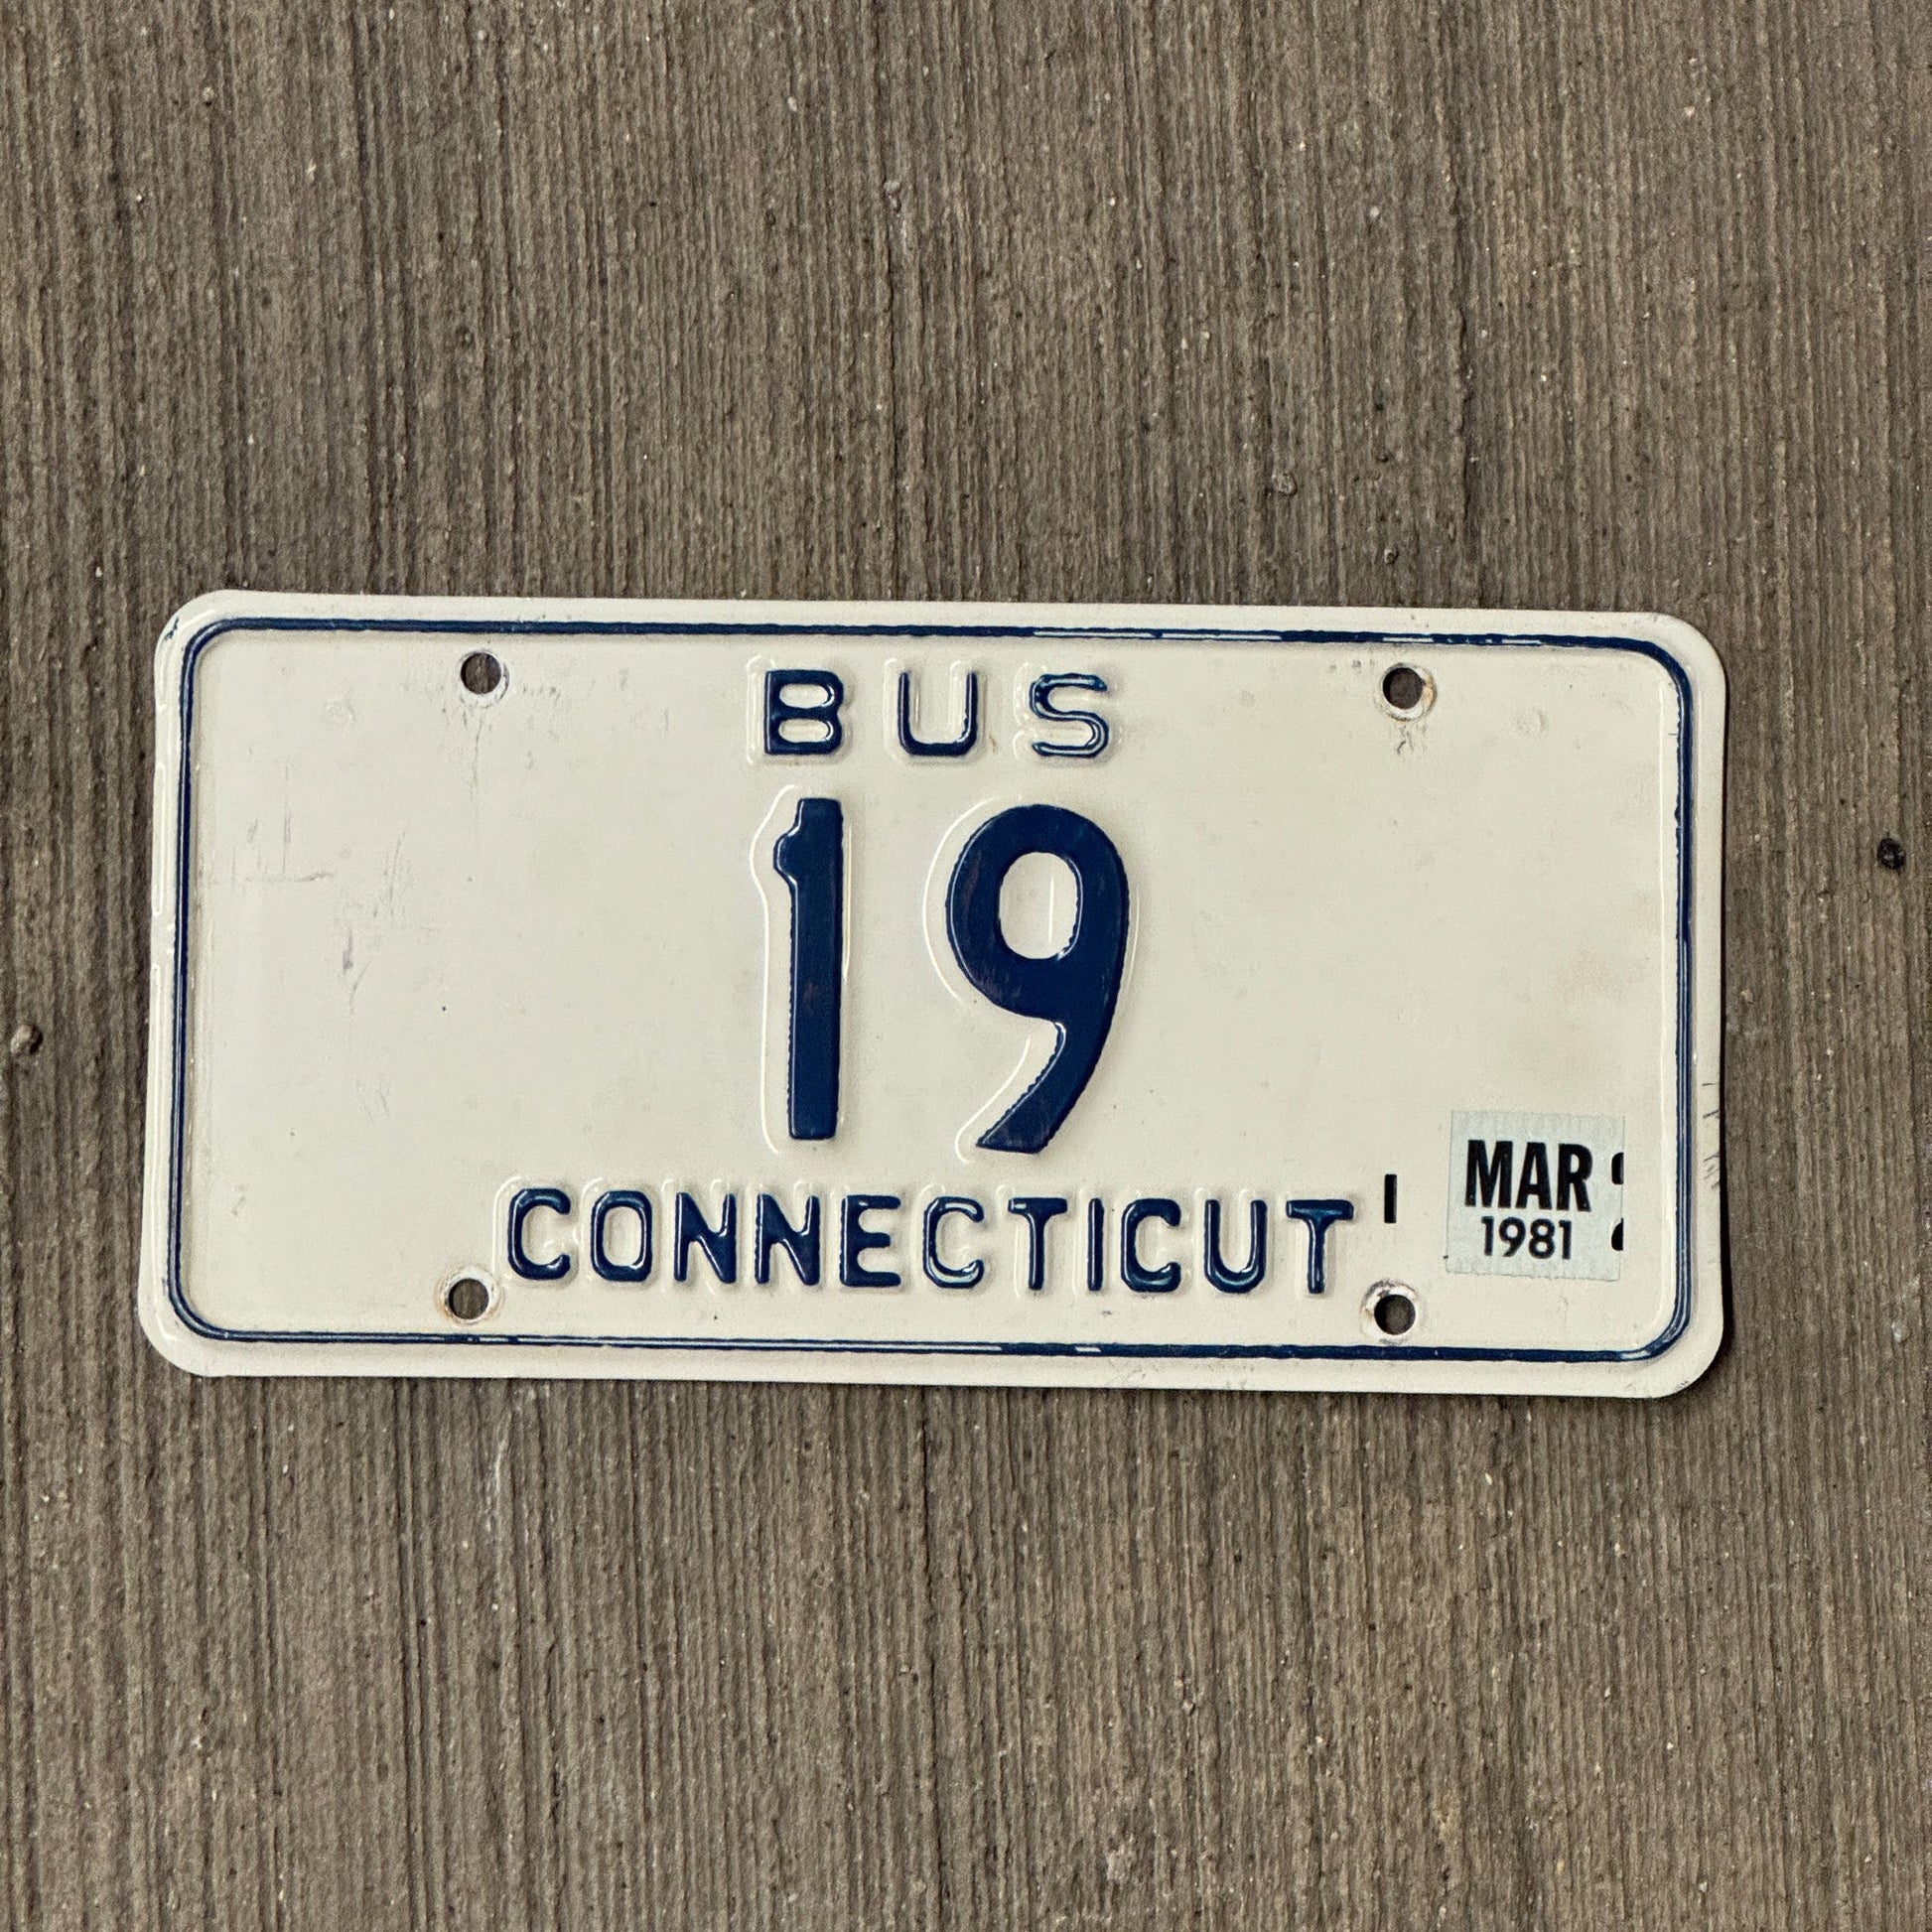 BUS
19
CONNECTICUT
MAR
1981